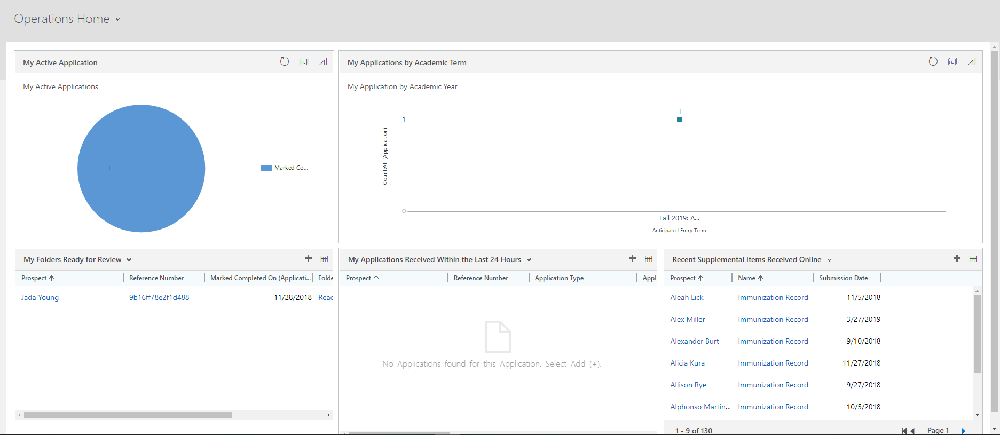 Operations Home
My Active Application
My Active Applications
1
Marked Co...
My Applications by Academic Term
My Application by Academic Year
1
1
0
Count:All (Application)
Fall 2019: A...
Anticipated Entry Term
My Folders Ready for Review
Prospect Reference Number Marked Completed On (Applicati... Folde
Jada Young 9b16ff78e2f1d488 11/28/2018 Reac
My Applications Received Within the Last 24 Hours
Prospect Reference Number Application Type Appli
No Applications found for this Application. Select Add (+).
Recent Supplemental Items Received Online
Prospect Name Submission Date
Aleah Lick Immunization Record 11/5/2018
Alex Miller Immunization Record 3/27/2019
Alexander Burt Immunization Record 9/10/2018
Alicia Kura Immunization Record 11/27/2018
Allison Rye Immunization Record 9/27/2018
Alphonso Martin... Immunization Record 10/5/2018
1 - 9 of 130 Page 1